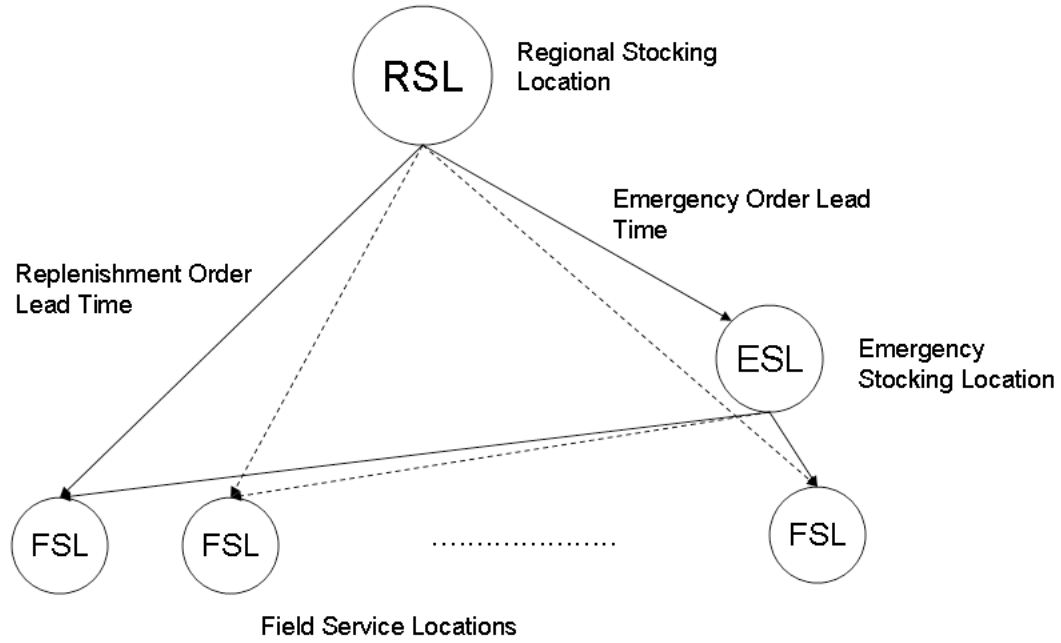 RSL
Regional Stocking
Location
Emergency Order Lead
Time
Replenishment Order
Lead Time
ESL
Emergency
Stocking Location
FSL
FSL
.....................
FSL
Field Service Locations